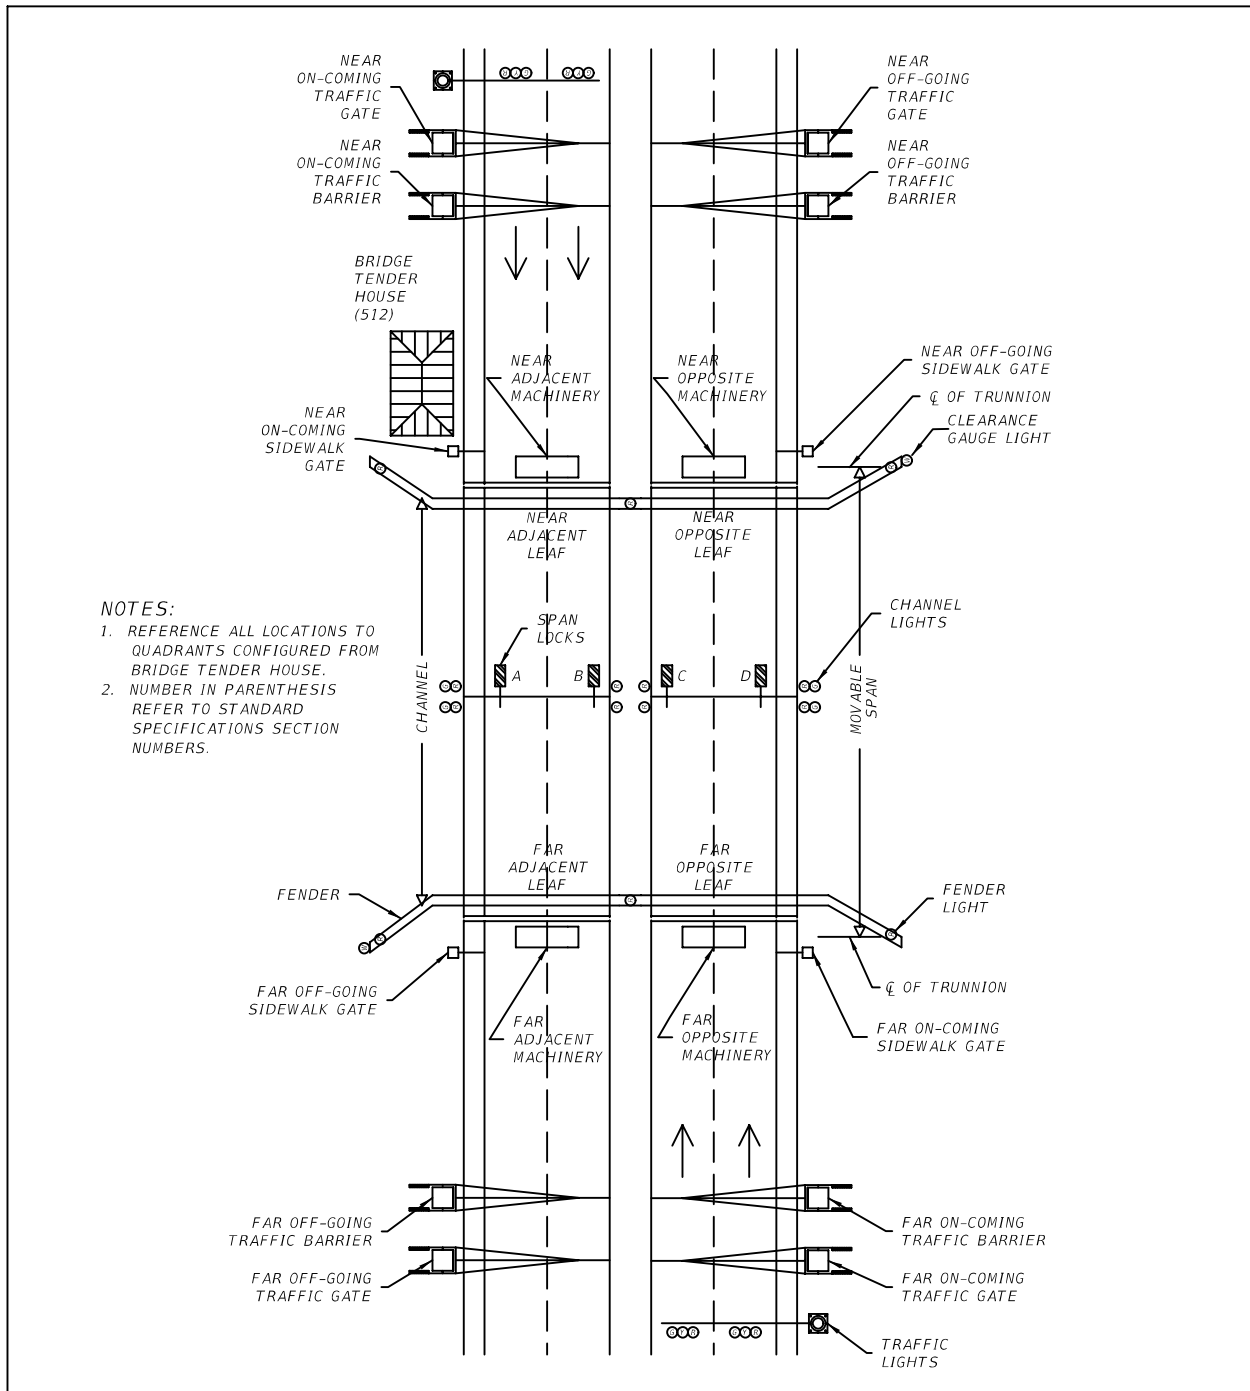 NEAR
ON-COMING
TRAFFIC
GATE
G Y R
G Y R
NEAR
OFF-GOING
TRAFFIC
GATE
NEAR
ON-COMING
TRAFFIC
BARRIER
NEAR
OFF-GOING
TRAFFIC
BARRIER
BRIDGE
TENDER
HOUSE
(512)
NEAR
ADJACENT
MACHINERY
NEAR
OPPOSITE
MACHINERY
NEAR OFF-GOING
SIDEWALK GATE
℄ OF TRUNNION
CLEARANCE
GAUGE LIGHT
NEAR
ON-COMING
SIDEWALK
GATE
R
R
W
R
NEAR
ADJACENT
LEAF
NEAR
OPPOSITE
LEAF
NOTES:
1. REFERENCE ALL LOCATIONS TO
QUADRANTS CONFIGURED FROM
BRIDGE TENDER HOUSE.
2. NUMBER IN PARENTHESIS
REFER TO STANDARD
SPECIFICATIONS SECTION
NUMBERS.
CHANNEL
SPAN
LOCKS
A
B
C
D
G R
R
R
R G
G R
R
R
R G
CHANNEL
LIGHTS
MOVABLE
SPAN
FAR
ADJACENT
LEAF
FAR
OPPOSITE
LEAF
FENDER
R
FENDER
LIGHT
W
R
R
℄ OF TRUNNION
FAR OFF-GOING
SIDEWALK GATE
FAR
ADJACENT
MACHINERY
FAR
OPPOSITE
MACHINERY
FAR ON-COMING
SIDEWALK GATE
FAR OFF-GOING
TRAFFIC BARRIER
FAR ON-COMING
TRAFFIC BARRIER
FAR OFF-GOING
TRAFFIC GATE
FAR ON-COMING
TRAFFIC GATE
G Y R
G Y R
TRAFFIC
LIGHTS